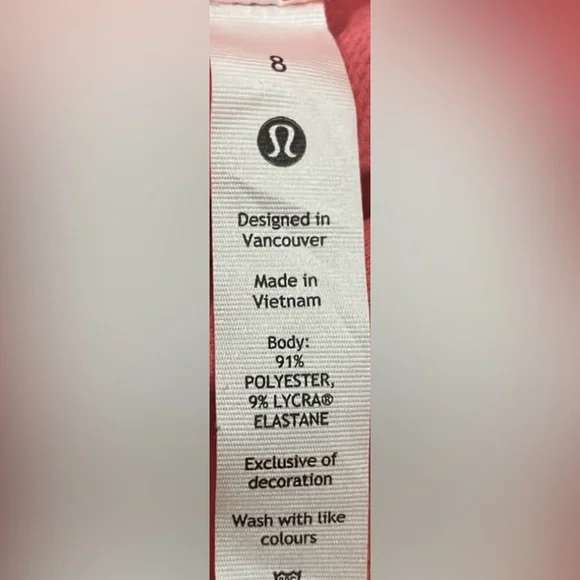 8
Designed in
Vancouver
Made in
Vietnam
Body:
91%
POLYESTER,
9% LYCRA®
ELASTANE
Exclusive of
decoration
Wash with like
colours